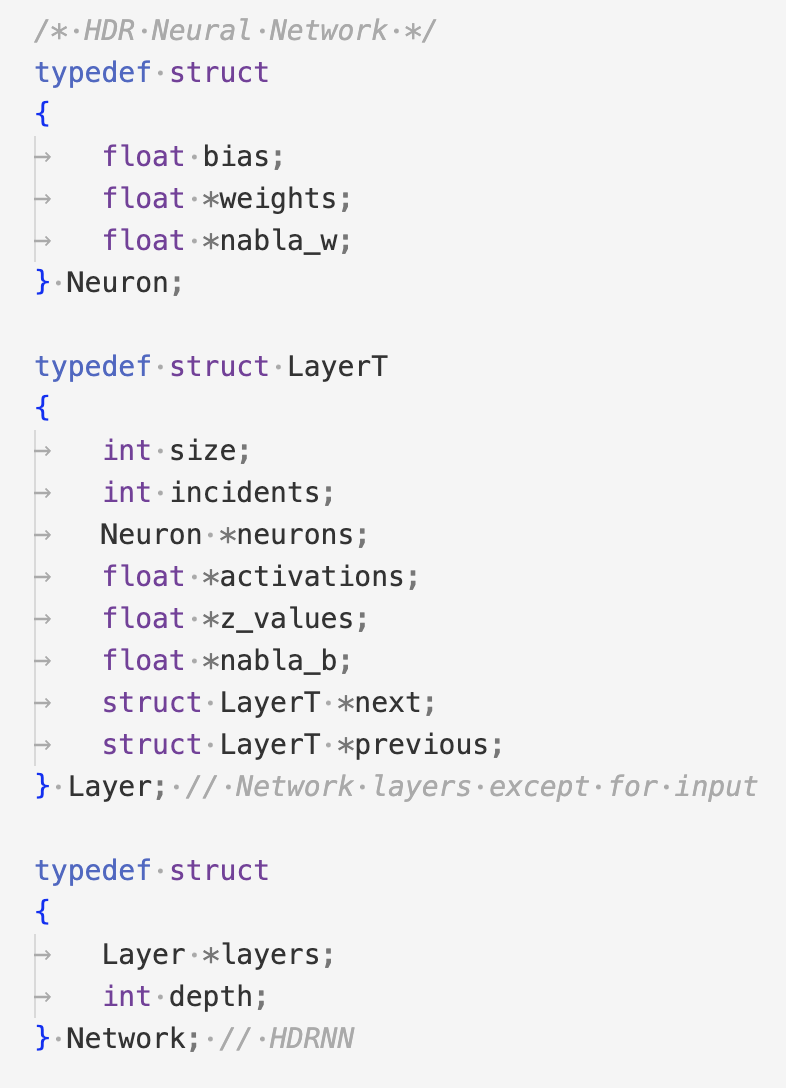 /* HDR Neural Network */
typedef struct
{
	float bias;
	float *weights;
	float *nabla_w;
} Neuron;

typedef struct LayerT
{
	int size;
	int incidents;
	Neuron *neurons;
	float *activations;
	float *z_values;
	float *nabla_b;
	struct LayerT *next;
	struct LayerT *previous;
} Layer; // Network layers except for input

typedef struct
{
	Layer *layers;
	int depth;
} Network; // HDRNN